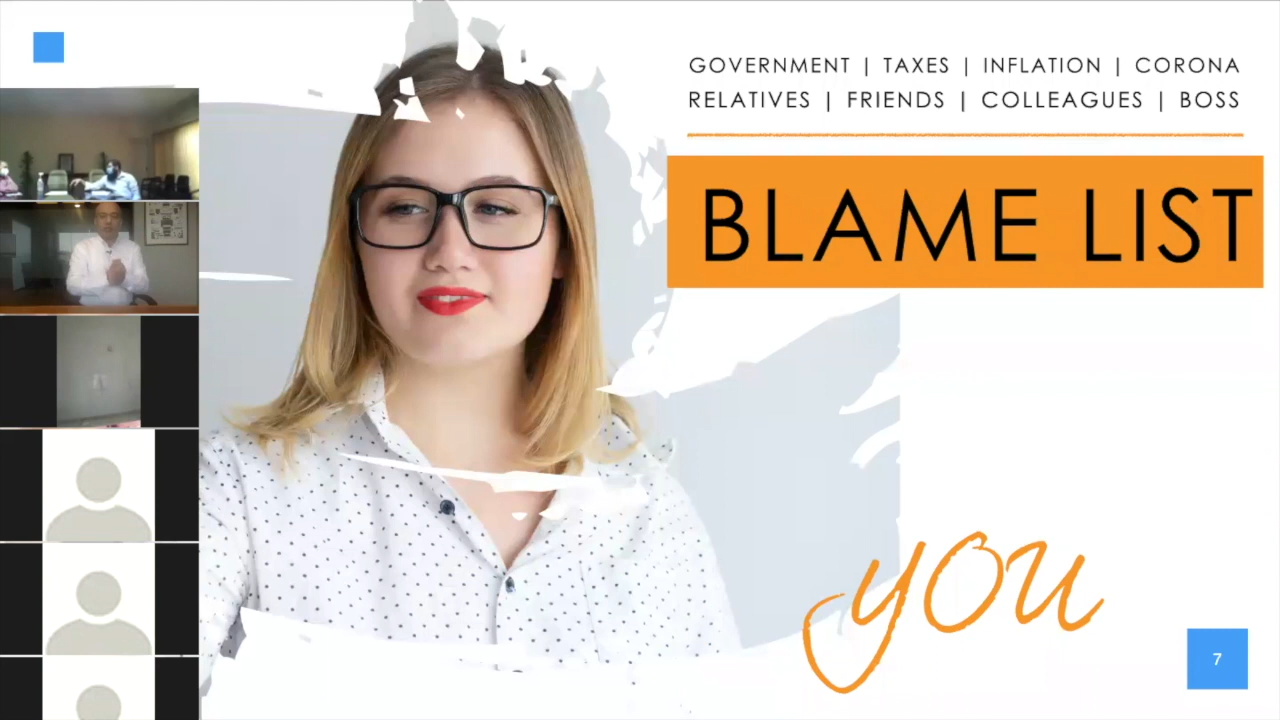 GOVERNMENT | TAXES | INFLATION | CORONA
RELATIVES | FRIENDS | COLLEAGUES | BOSS
BLAME LIST
you
7